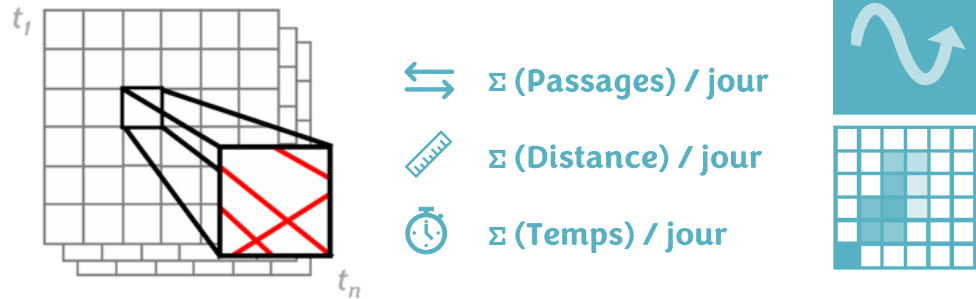 t1
Σ (Passages) / jour
Σ (Distance) / jour
Σ (Temps) / jour
tn